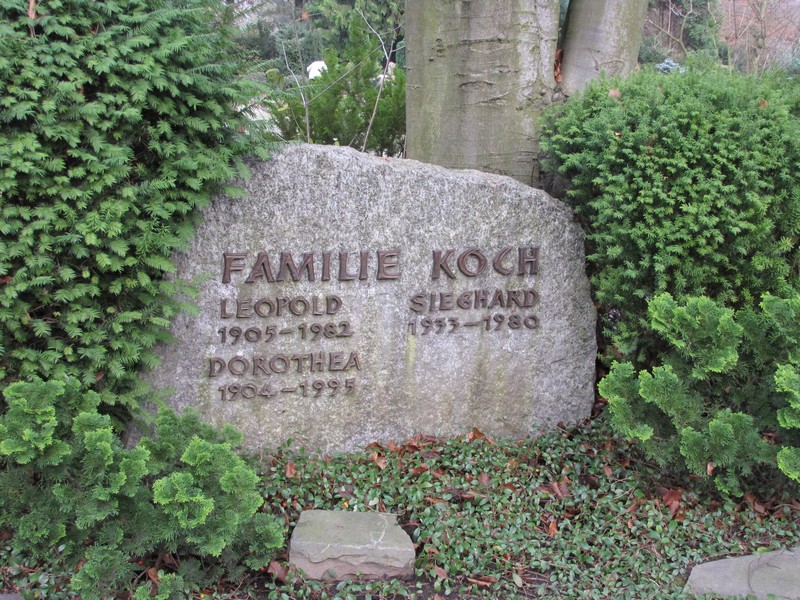 FAMILIE KOCH
LEOPOLD
1905–1982
DOROTHEA
1904–1995
SIEGHARD
1933–1980